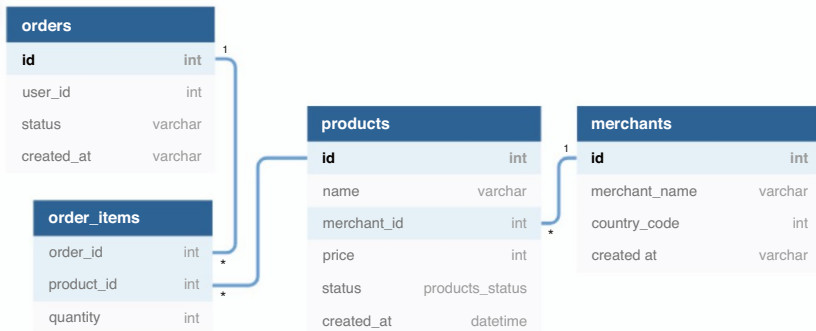 orders
id int
user_id int
status varchar
created_at varchar
1
order_items
order_id int
*
product_id int
*
quantity int
products
id int
name varchar
merchant_id int
*
price int
status products_status
created_at datetime
1
merchants
id int
merchant_name varchar
country_code int
created at varchar